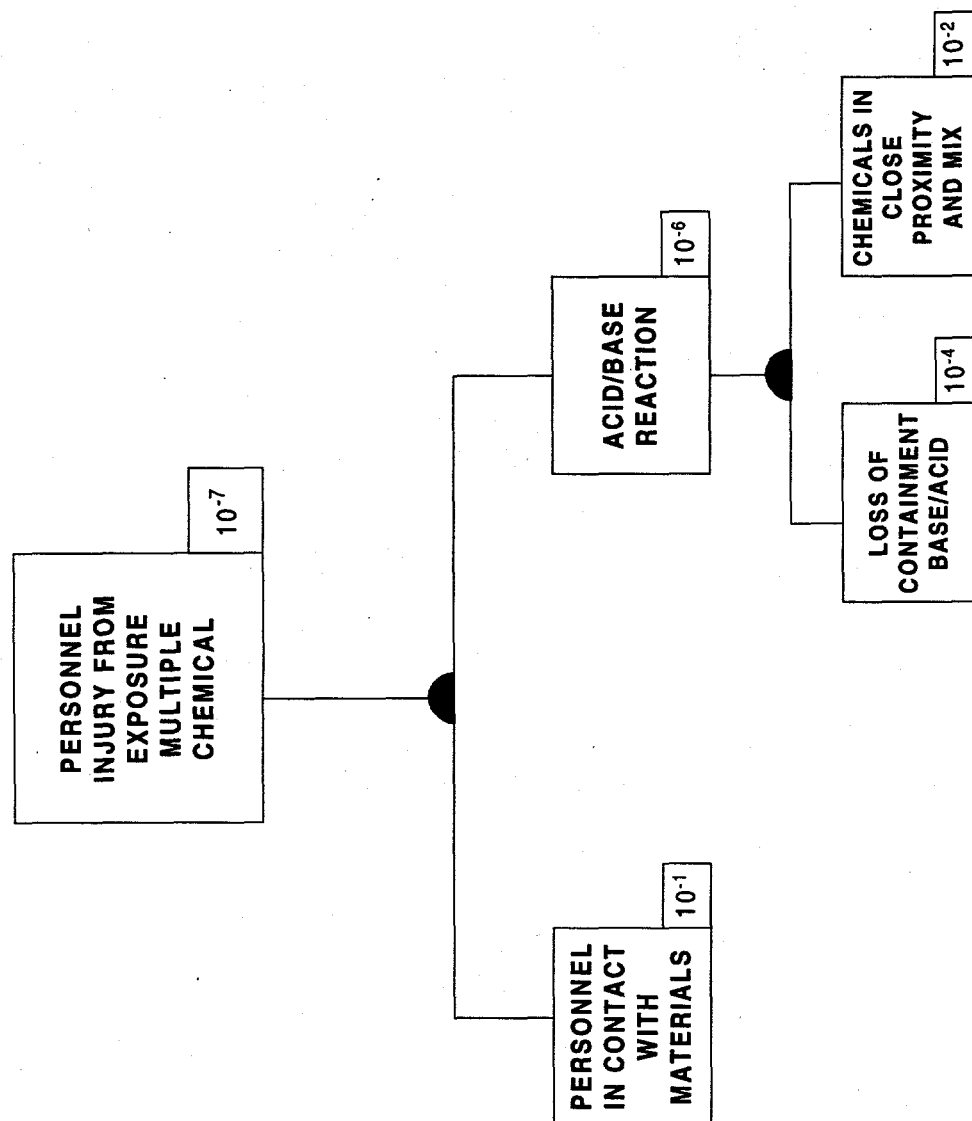 PERSONNEL
INJURY FROM
EXPOSURE
MULTIPLE
CHEMICAL
10⁻⁷
PERSONNEL
IN CONTACT
WITH
MATERIALS
10⁻¹
ACID/BASE
REACTION
10⁻⁶
LOSS OF
CONTAINMENT
BASE/ACID
10⁻⁴
CHEMICALS IN
CLOSE
PROXIMITY
AND MIX
10⁻²